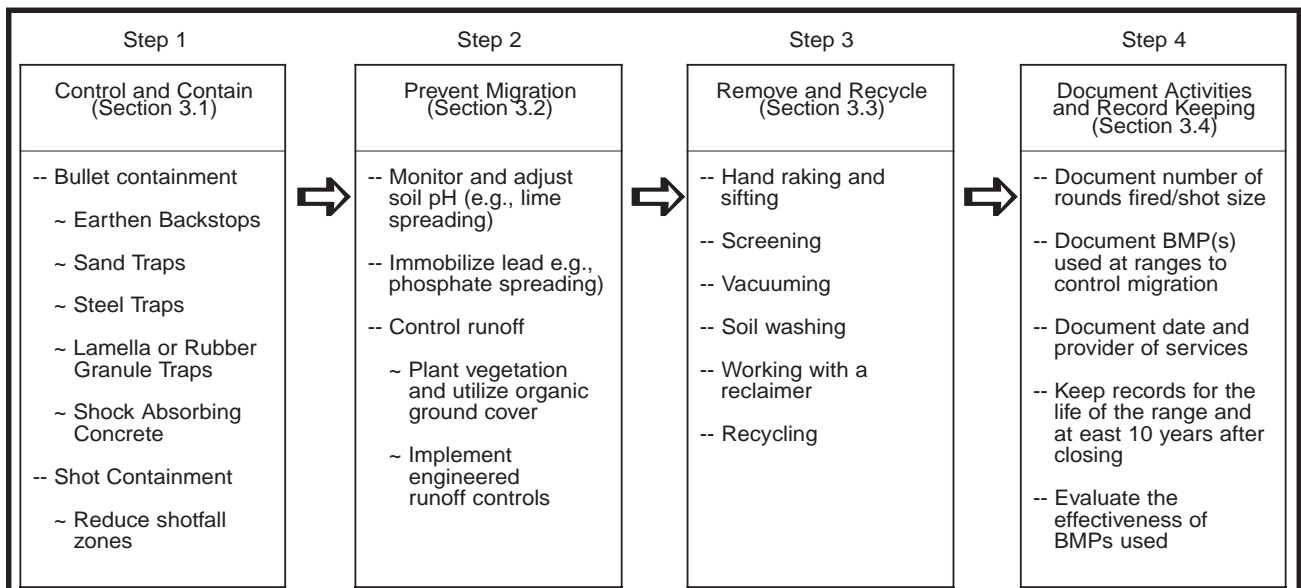 Step 1
Control and Contain
(Section 3.1)
-- Bullet containment
~ Earthen Backstops
~ Sand Traps
~ Steel Traps
~ Lamella or Rubber
Granule Traps
~ Shock Absorbing
Concrete
-- Shot Containment
~ Reduce shotfall
zones
Step 2
Prevent Migration
(Section 3.2)
-- Monitor and adjust
soil pH (e.g., lime
spreading)
-- Immobilize lead e.g.,
phosphate spreading)
-- Control runoff
~ Plant vegetation
and utilize organic
ground cover
~ Implement
engineered
runoff controls
Step 3
Remove and Recycle
(Section 3.3)
-- Hand raking and
sifting
-- Screening
-- Vacuuming
-- Soil washing
-- Working with a
reclaimer
-- Recycling
Step 4
Document Activities
and Record Keeping
(Section 3.4)
-- Document number of
rounds fired/shot size
-- Document BMP(s)
used at ranges to
control migration
-- Document date and
provider of services
-- Keep records for the
life of the range and
at east 10 years after
closing
-- Evaluate the
effectiveness of
BMPs used